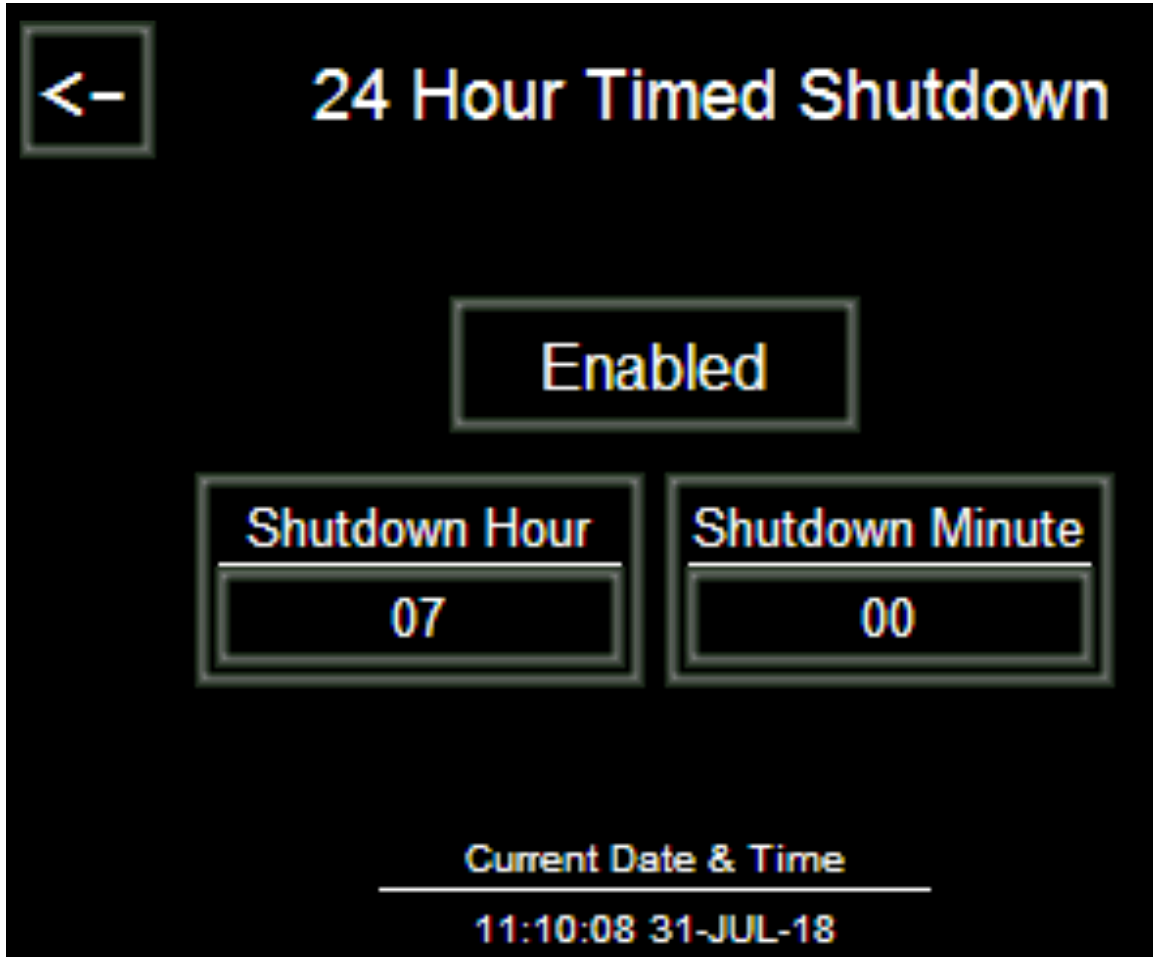 <- 24 Hour Timed Shutdown
Enabled
Shutdown Hour Shutdown Minute
07 00
Current Date & Time
11:10:08 31-JUL-18